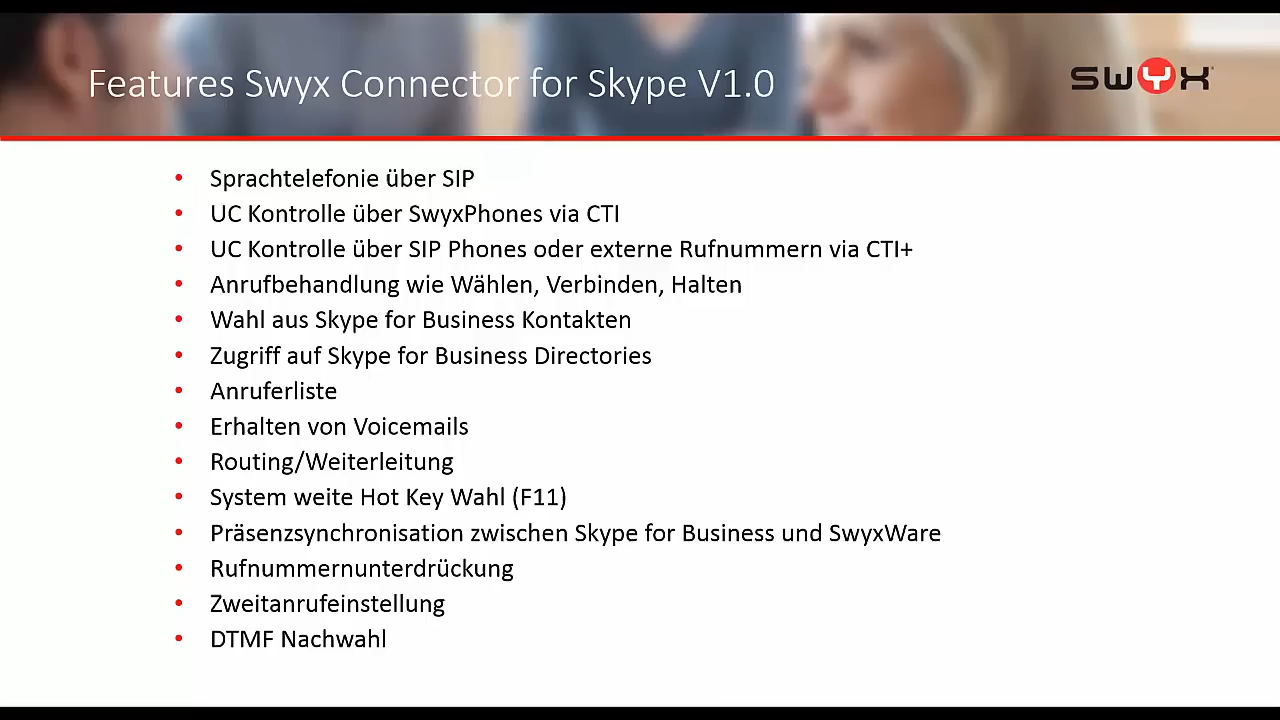 Features Swyx Connector for Skype V1.0
swyx
• Sprachtelefonie über SIP
• UC Kontrolle über SwyxPhones via CTI
• UC Kontrolle über SIP Phones oder externe Rufnummern via CTI+
• Anrufbehandlung wie Wählen, Verbinden, Halten
• Wahl aus Skype for Business Kontakten
• Zugriff auf Skype for Business Directories
• Anruferliste
• Erhalten von Voicemails
• Routing/Weiterleitung
• System weite Hot Key Wahl (F11)
• Präsenzsynchronisation zwischen Skype for Business und SwyxWare
• Rufnummernunterdrückung
• Zweitanrufeinstellung
• DTMF Nachwahl